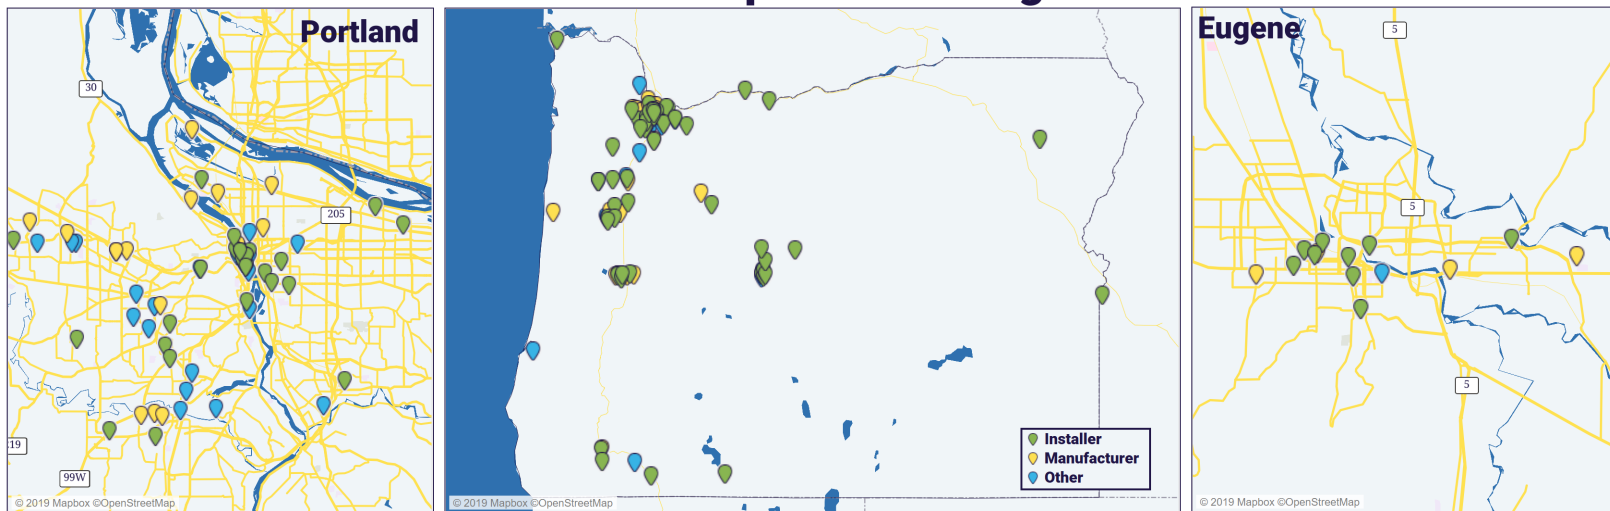 Portland
30
205
19
99W
© 2019 Mapbox ©OpenStreetMap
Installer
Manufacturer
Other
© 2019 Mapbox ©OpenStreetMap
Eugene
5
5
5
© 2019 Mapbox ©OpenStreetMap